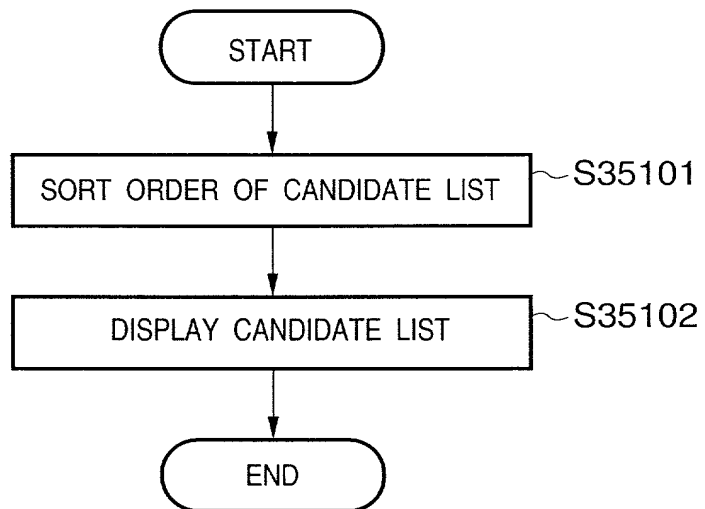 START
SORT ORDER OF CANDIDATE LIST
S35101
DISPLAY CANDIDATE LIST
S35102
END